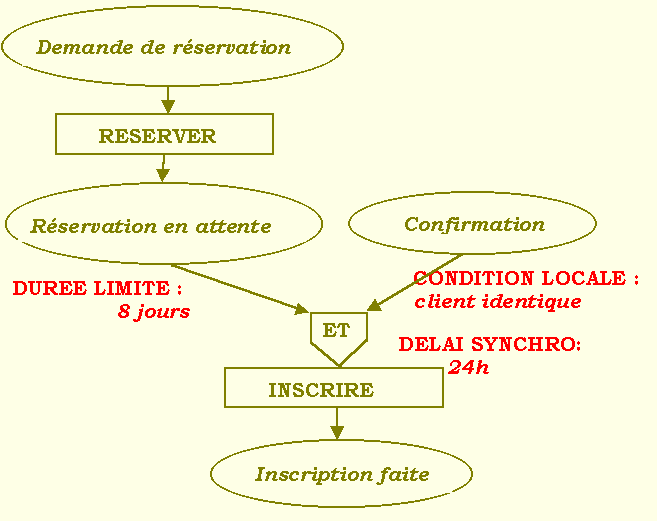 Demande de réservation
RESERVER
Réservation en attente
Confirmation
DUREE LIMITE :
8 jours
CONDITION LOCALE :
client identique
ET
DELAI SYNCHRO:
24h
INSCRIRE
Inscription faite